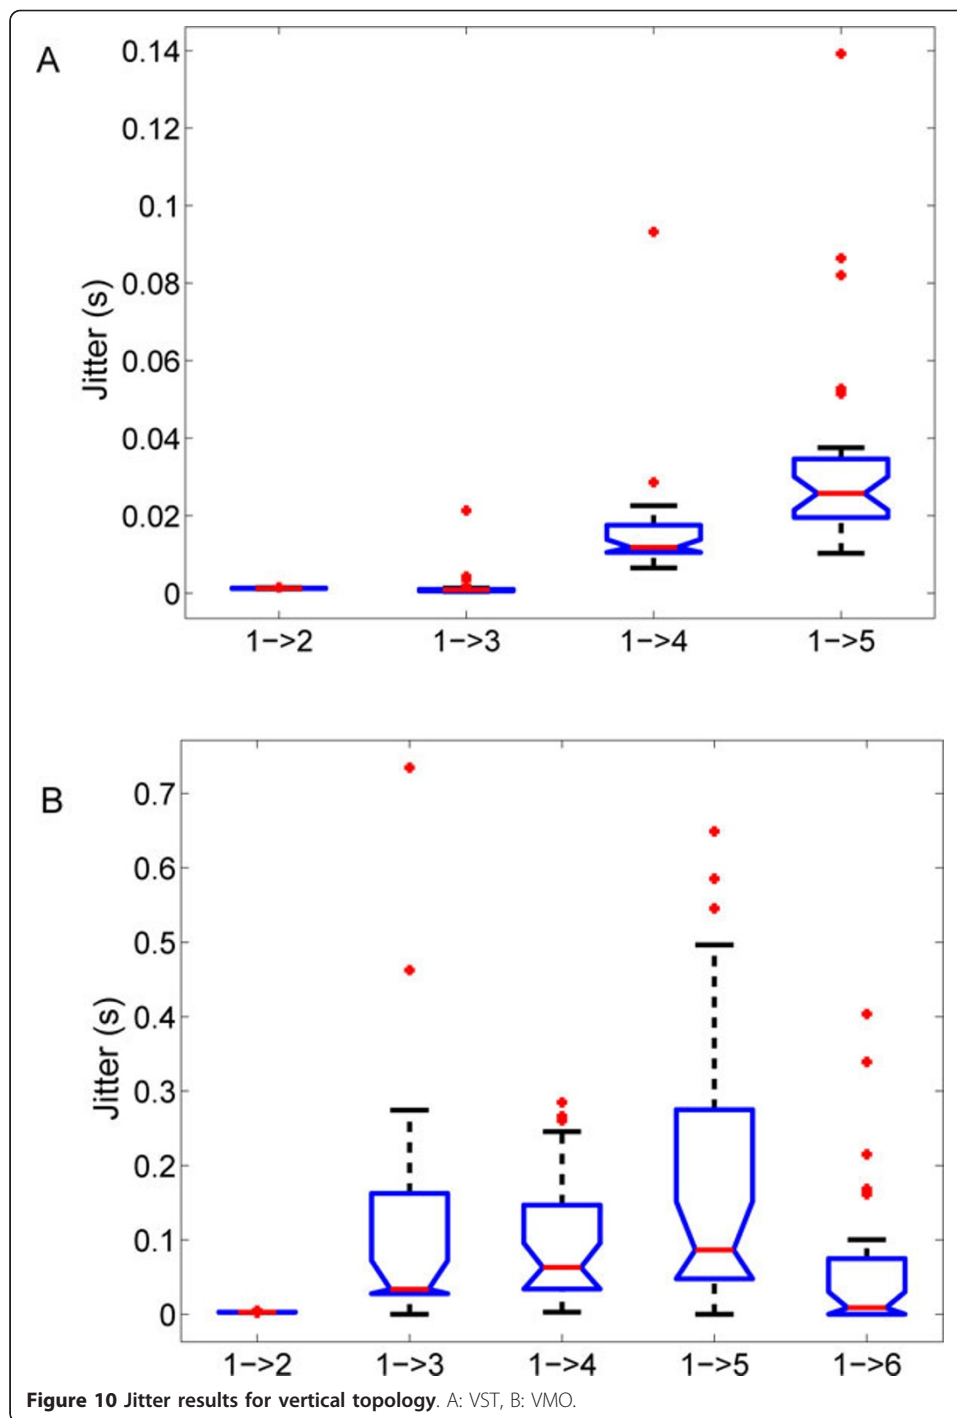 A
0.14
0.12
0.1
0.08
0.06
0.04
0.02
0
Jitter (s)
1->2 1->3 1->4 1->5
B
0.7
0.6
0.5
0.4
0.3
0.2
0.1
0
Jitter (s)
1->2 1->3 1->4 1->5 1->6
Figure 10 Jitter results for vertical topology. A: VST, B: VMO.